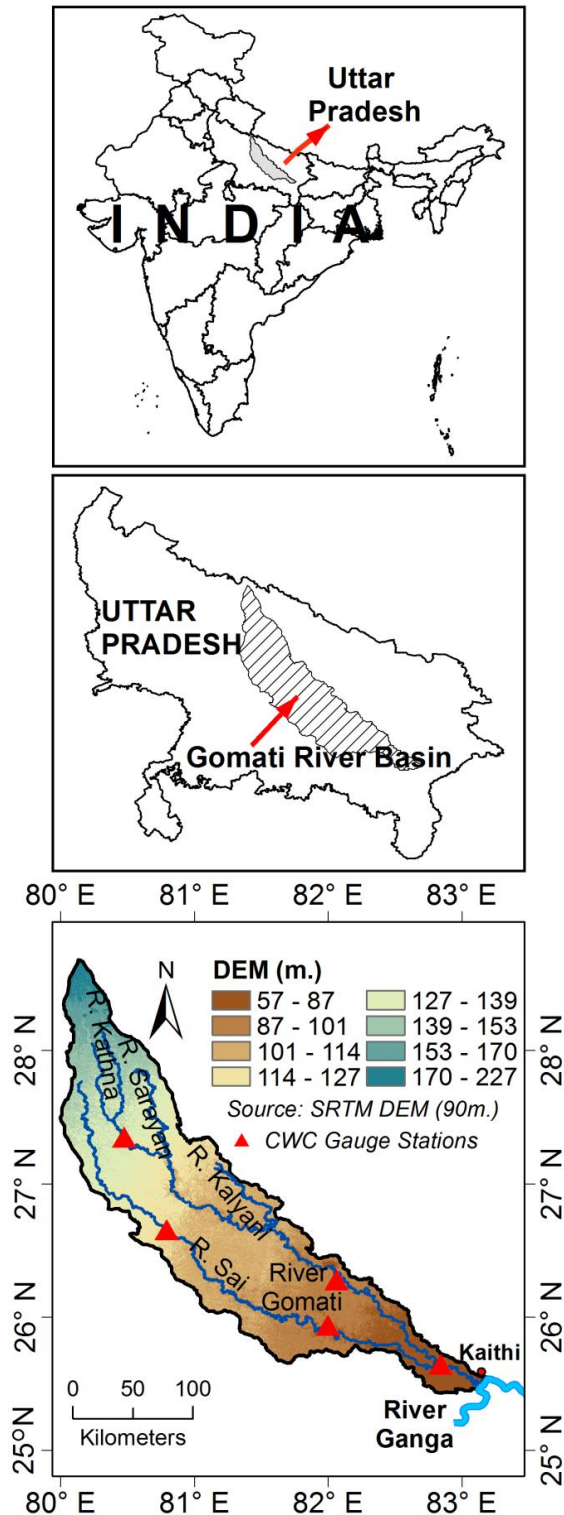 Uttar
Pradesh
INDIA
UTTAR
PRADESH
Gomati River Basin
80° E 81° E 82° E 83° E
N
DEM (m.)
57 - 87 127 - 139
87 - 101 139 - 153
101 - 114 153 - 170
114 - 127 170 - 227
Source: SRTM DEM (90m.)
CWC Gauge Stations
R. Kathna
R. Sarayan
R. Kalyani
R. Sai
River
Gomati
Kaithi
River
Ganga
0 50 100
Kilometers
28° N 28° N
27° N 27° N
26° N 26° N
25° N 25° N
80° E 81° E 82° E 83° E